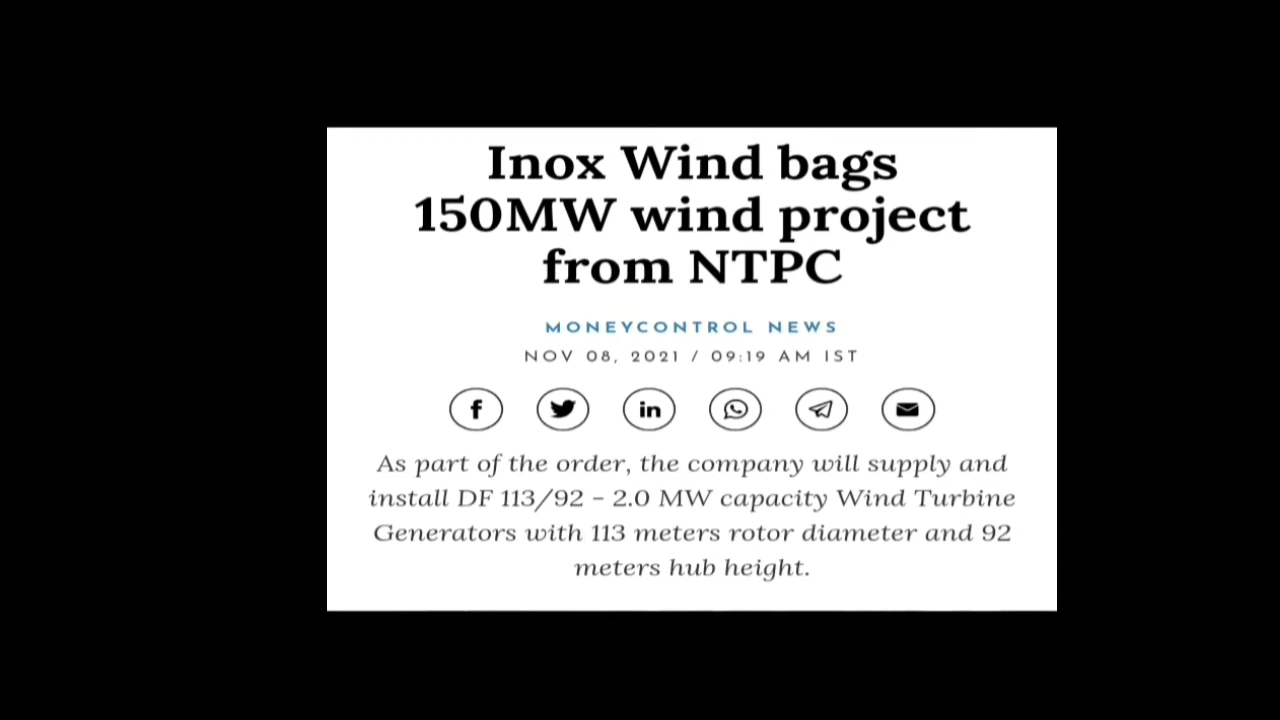 Inox Wind bags
150MW wind project
from NTPC
MONEYCONTROL NEWS
NOV 08, 2021 / 09:19 AM IST
As part of the order, the company will supply and
install DF 113/92 – 2.0 MW capacity Wind Turbine
Generators with 113 meters rotor diameter and 92
meters hub height.